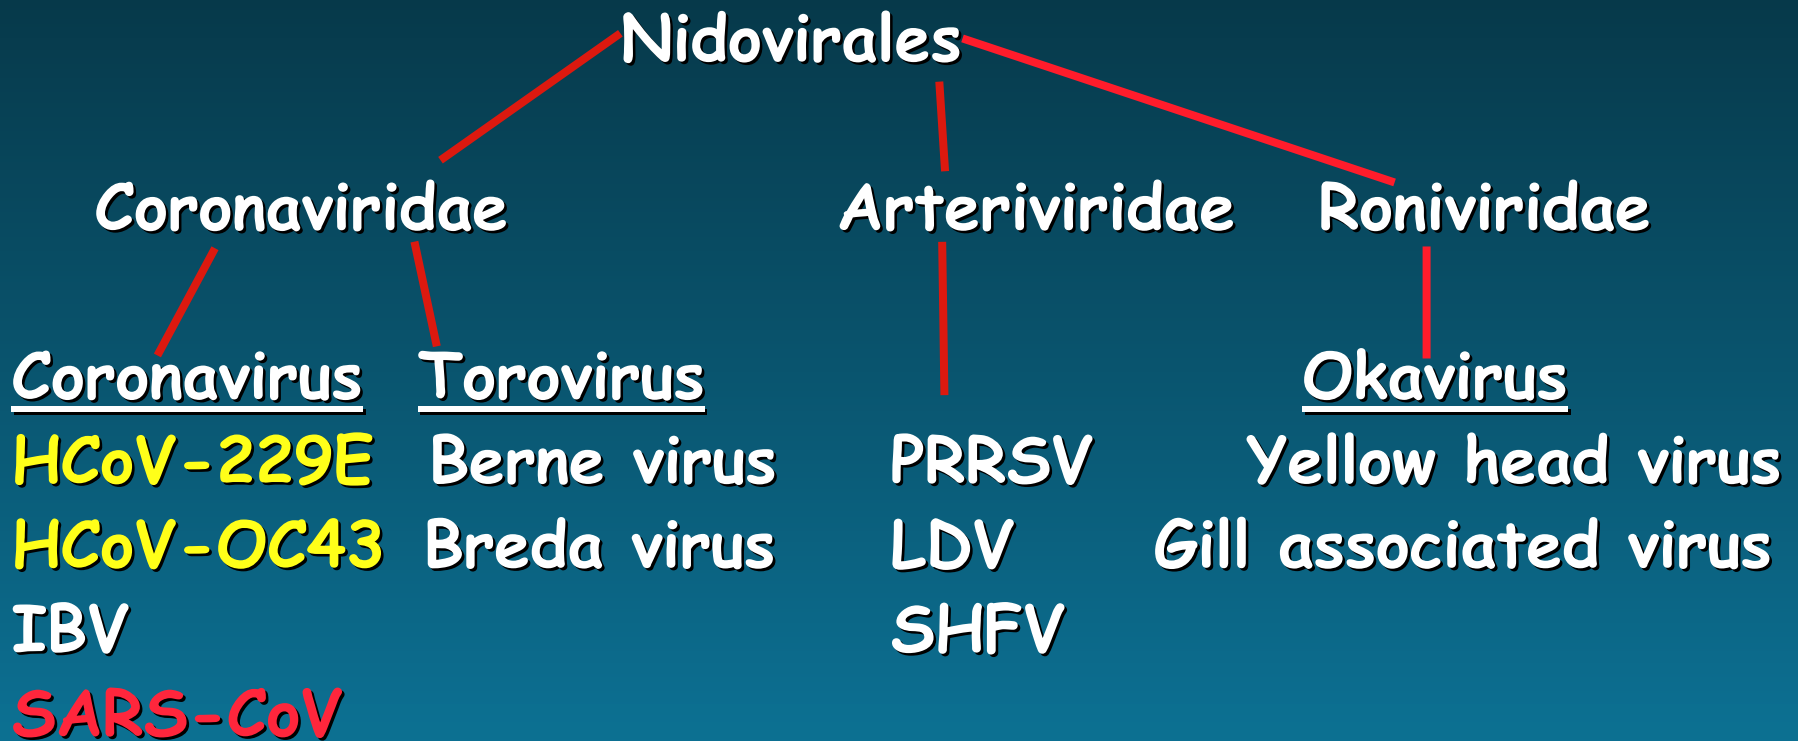 Nidovirales
Coronaviridae Arteriviridae Roniviridae
Coronavirus Torovirus Okavirus
HCoV-229E Berne virus PRRSV Yellow head virus
HCoV-OC43 Breda virus LDV Gill associated virus
IBV SHFV
SARS-CoV